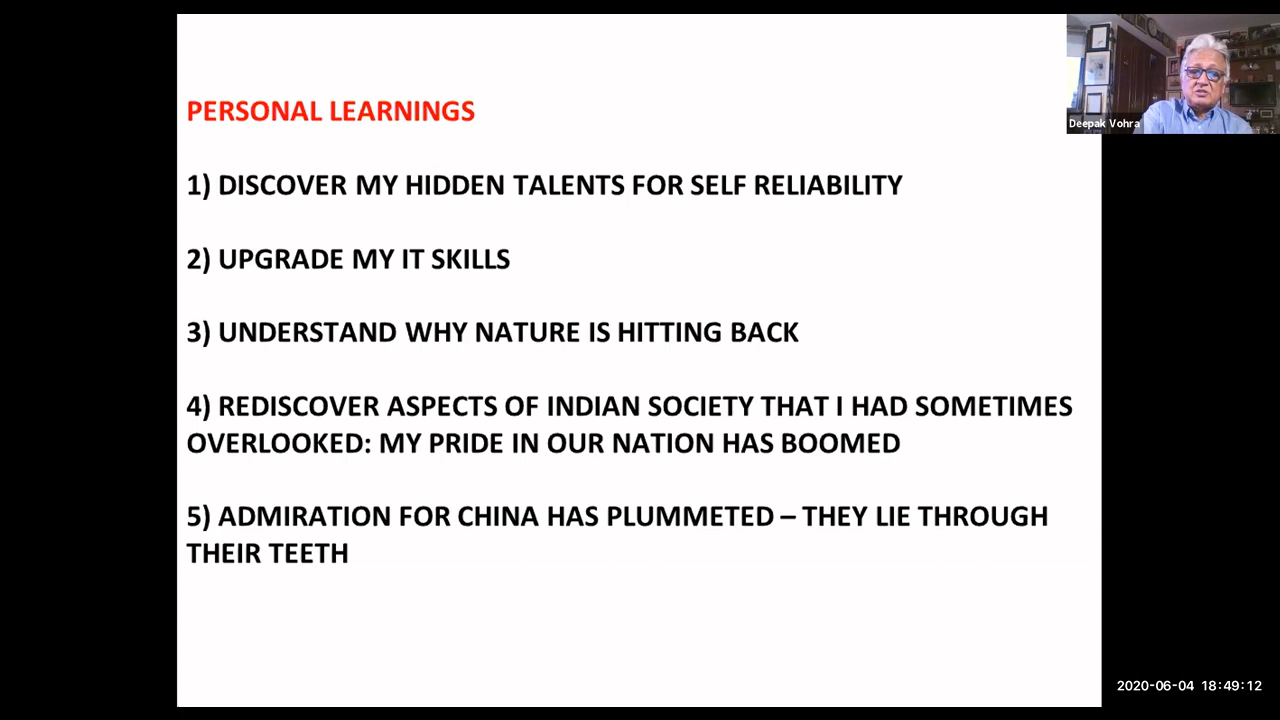 PERSONAL LEARNINGS
1) DISCOVER MY HIDDEN TALENTS FOR SELF RELIABILITY
2) UPGRADE MY IT SKILLS
3) UNDERSTAND WHY NATURE IS HITTING BACK
4) REDISCOVER ASPECTS OF INDIAN SOCIETY THAT I HAD SOMETIMES
OVERLOOKED: MY PRIDE IN OUR NATION HAS BOOMED
5) ADMIRATION FOR CHINA HAS PLUMMETED – THEY LIE THROUGH
THEIR TEETH
Deepak Vohra
2020-06-04 18:49:12